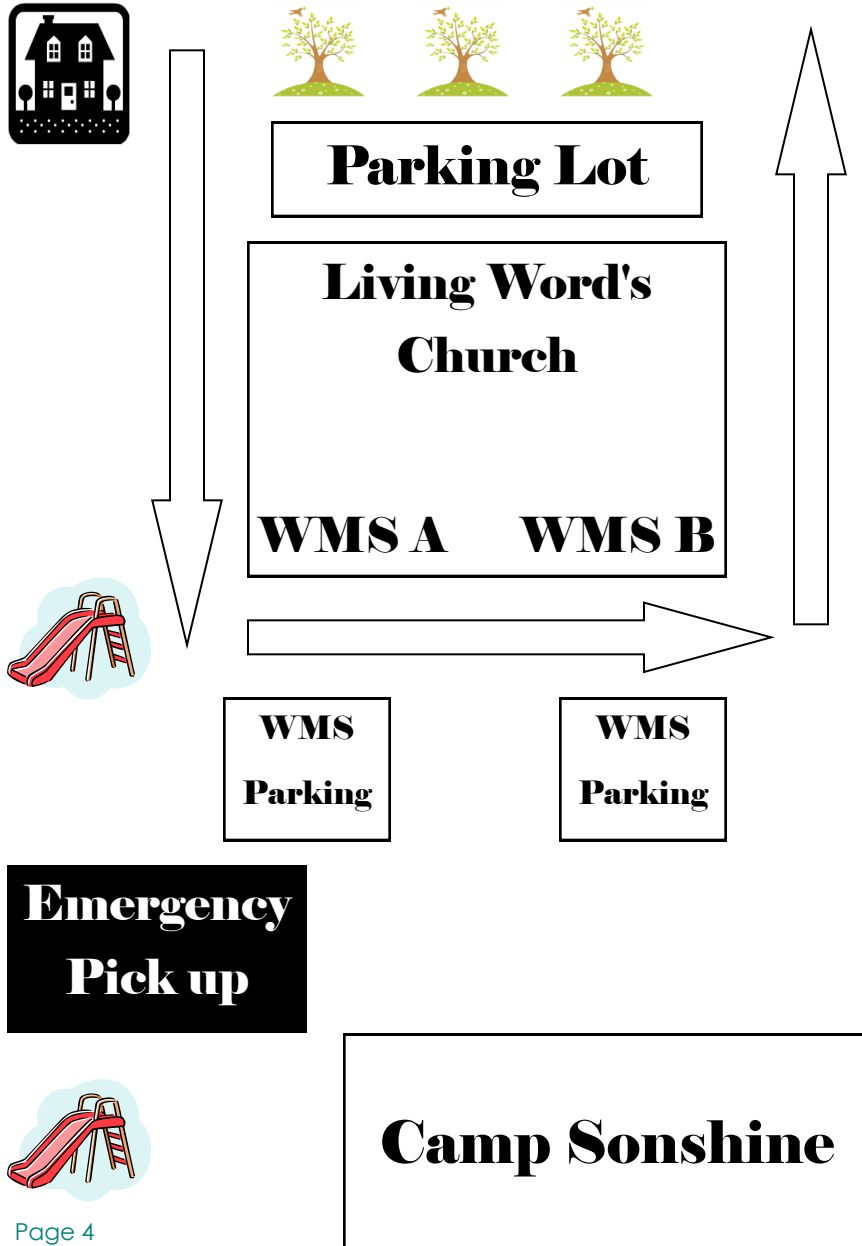 Parking Lot
Living Word's
Church
WMS A WMS B
WMS
Parking
WMS
Parking
Emergency
Pick up
Camp Sonshine
Page 4